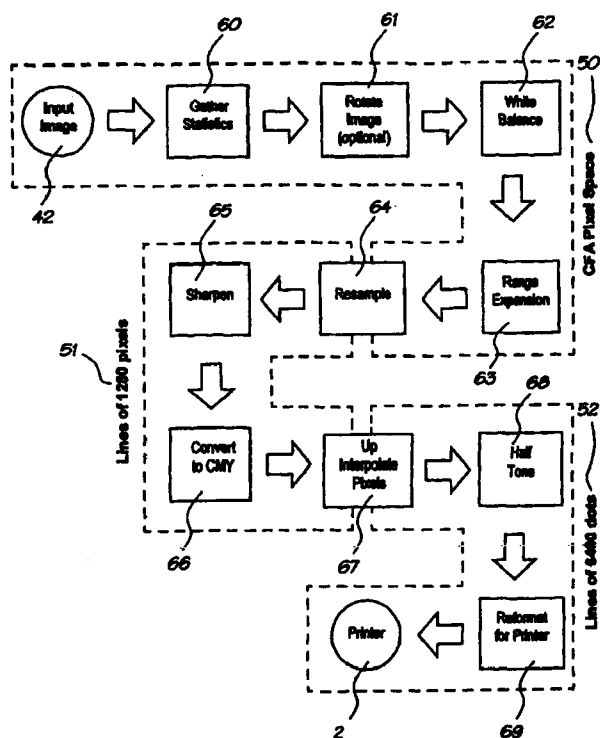 60
61
62
50
Input
Image
Gather
Statistics
Rotate
Image
(optional)
White
Balance
42
CFA Pixel Space
65
64
Sharpen
Resample
Range
Expansion
63
51
Lines of 1280 pixels
68
52
Convert
to CMY
Up
Interpolate
Pixels
Half
Tone
66
67
Lines of 6400 dots
Printer
Reformat
for Printer
2
69